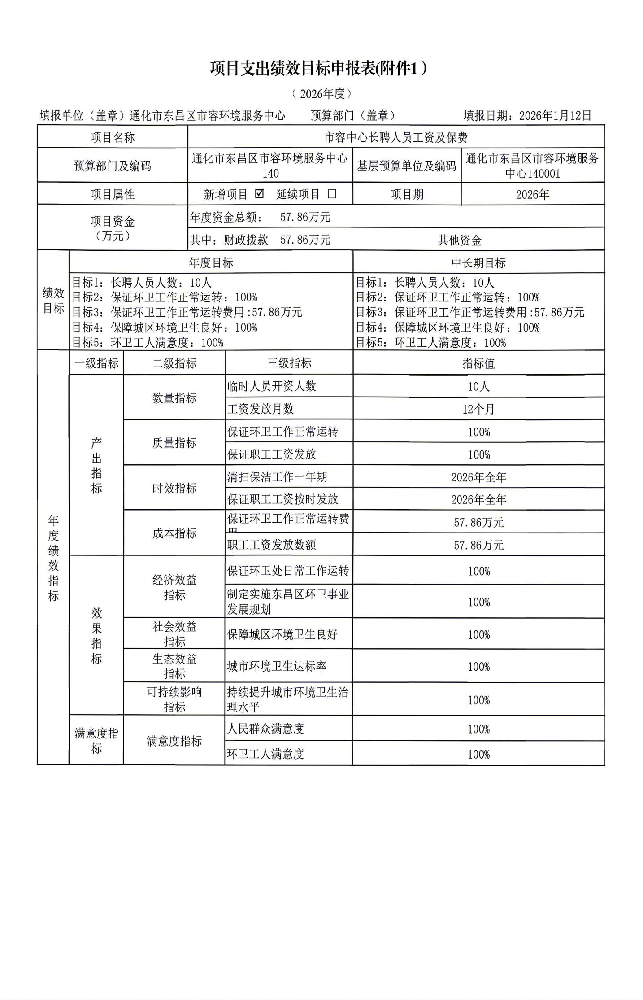 项目支出绩效目标申报表(附件1）
（ 2026年度）
填报单位（盖章）通化市东昌区市容环境服务中心 预算部门（盖章） 填报日期：2026年1月12日
项目名称 市容中心长聘人员工资及保费
预算部门及编码 通化市东昌区市容环境服务中心
140
基层预算单位及编码 通化市东昌区市容环境服务
中心140001
项目属性 新增项目 ☑ 延续项目 □ 项目期 2026年
项目资金
（万元）
年度资金总额： 57.86万元
其中：财政拨款 57.86万元 其他资金
绩效
目标
年度目标
目标1：长聘人员人数：10人
目标2：保证环卫工作正常运转：100%
目标3：保证环卫工作正常运转费用:57.86万元
目标4：保障城区环境卫生良好：100%
目标5：环卫工人满意度：100%
中长期目标
目标1：长聘人员人数：10人
目标2：保证环卫工作正常运转：100%
目标3：保证环卫工作正常运转费用:57.86万元
目标4：保障城区环境卫生良好：100%
目标5：环卫工人满意度：100%
年度绩效指标
一级指标 二级指标 三级指标 指标值
产出指标
数量指标
临时人员开资人数 10人
工资发放月数 12个月
质量指标
保证环卫工作正常运转 100%
保证职工工资发放 100%
时效指标
清扫保洁工作一年期 2026年全年
保证职工工资按时发放 2026年全年
成本指标
保证环卫工作正常运转费 57.86万元
职工工资发放数额 57.86万元
效果指标
经济效益
指标
保证环卫处日常工作运转 100%
制定实施东昌区环卫事业
发展规划
100%
社会效益
指标
保障城区环境卫生良好 100%
生态效益
指标
城市环境卫生达标率 100%
可持续影响
指标
持续提升城市环境卫生治
理水平
100%
满意度指
标
满意度指标
人民群众满意度 100%
环卫工人满意度 100%